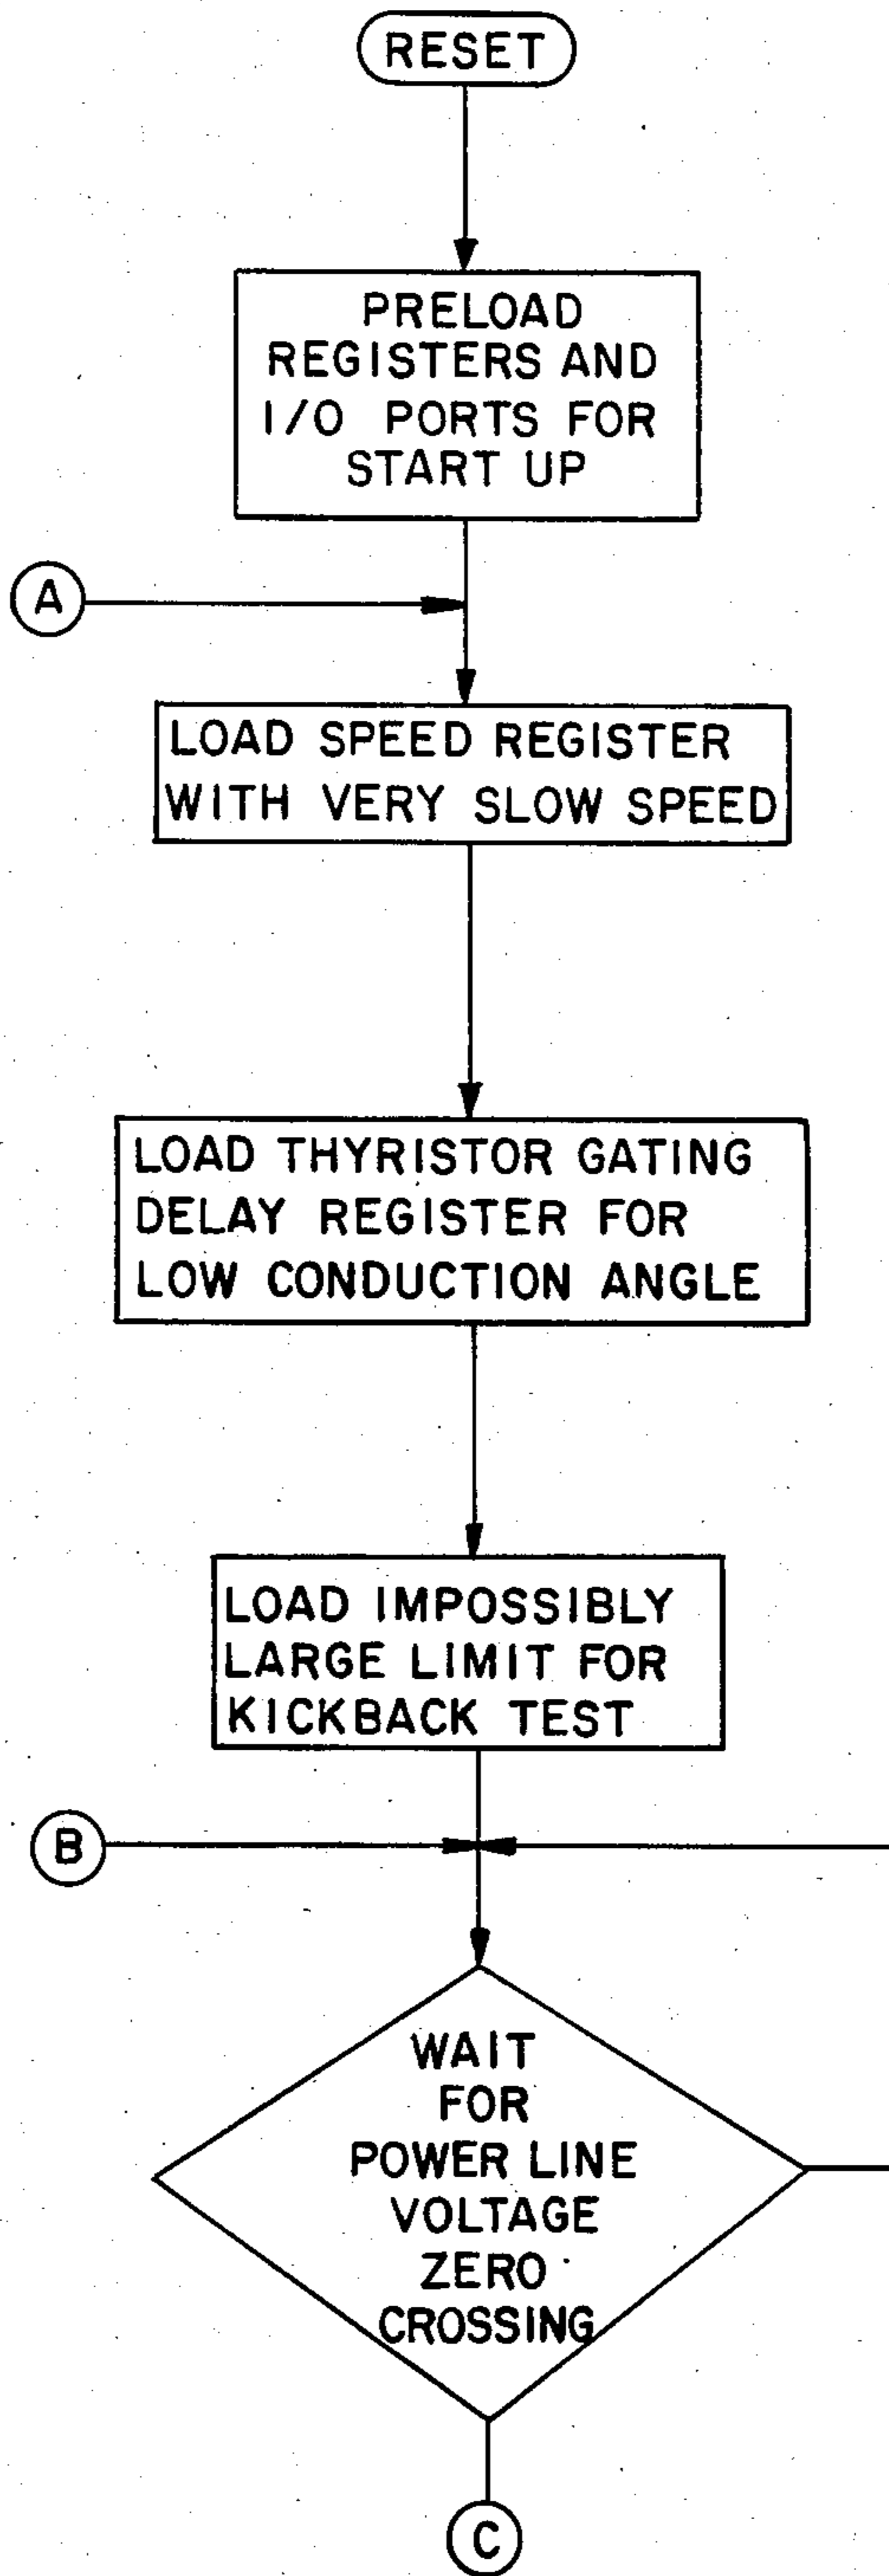 RESET
PRELOAD
REGISTERS AND
I/O PORTS FOR
START UP
A
LOAD SPEED REGISTER
WITH VERY SLOW SPEED
LOAD THYRISTOR GATING
DELAY REGISTER FOR
LOW CONDUCTION ANGLE
LOAD IMPOSSIBLY
LARGE LIMIT FOR
KICKBACK TEST
B
WAIT
FOR
POWER LINE
VOLTAGE
ZERO
CROSSING
C